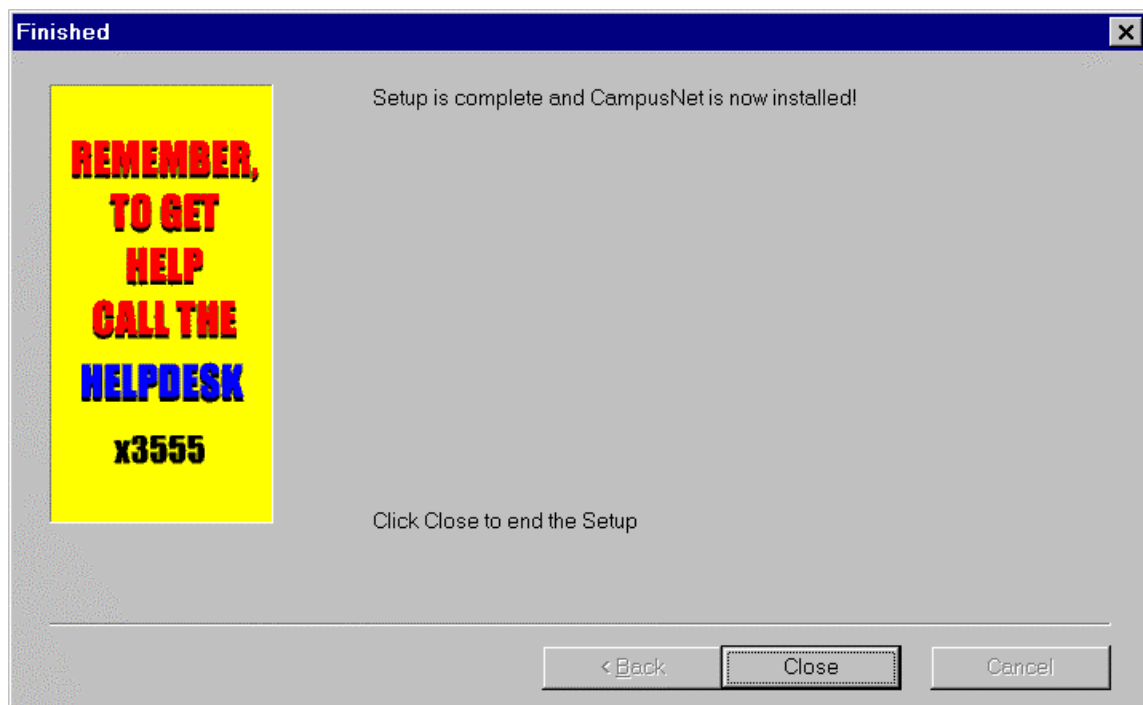 Finished
REMEMBER,
TO GET
HELP
CALL THE
HELPDESK
x3555
Setup is complete and CampusNet is now installed!
Click Close to end the Setup
< Back
Close
Cancel